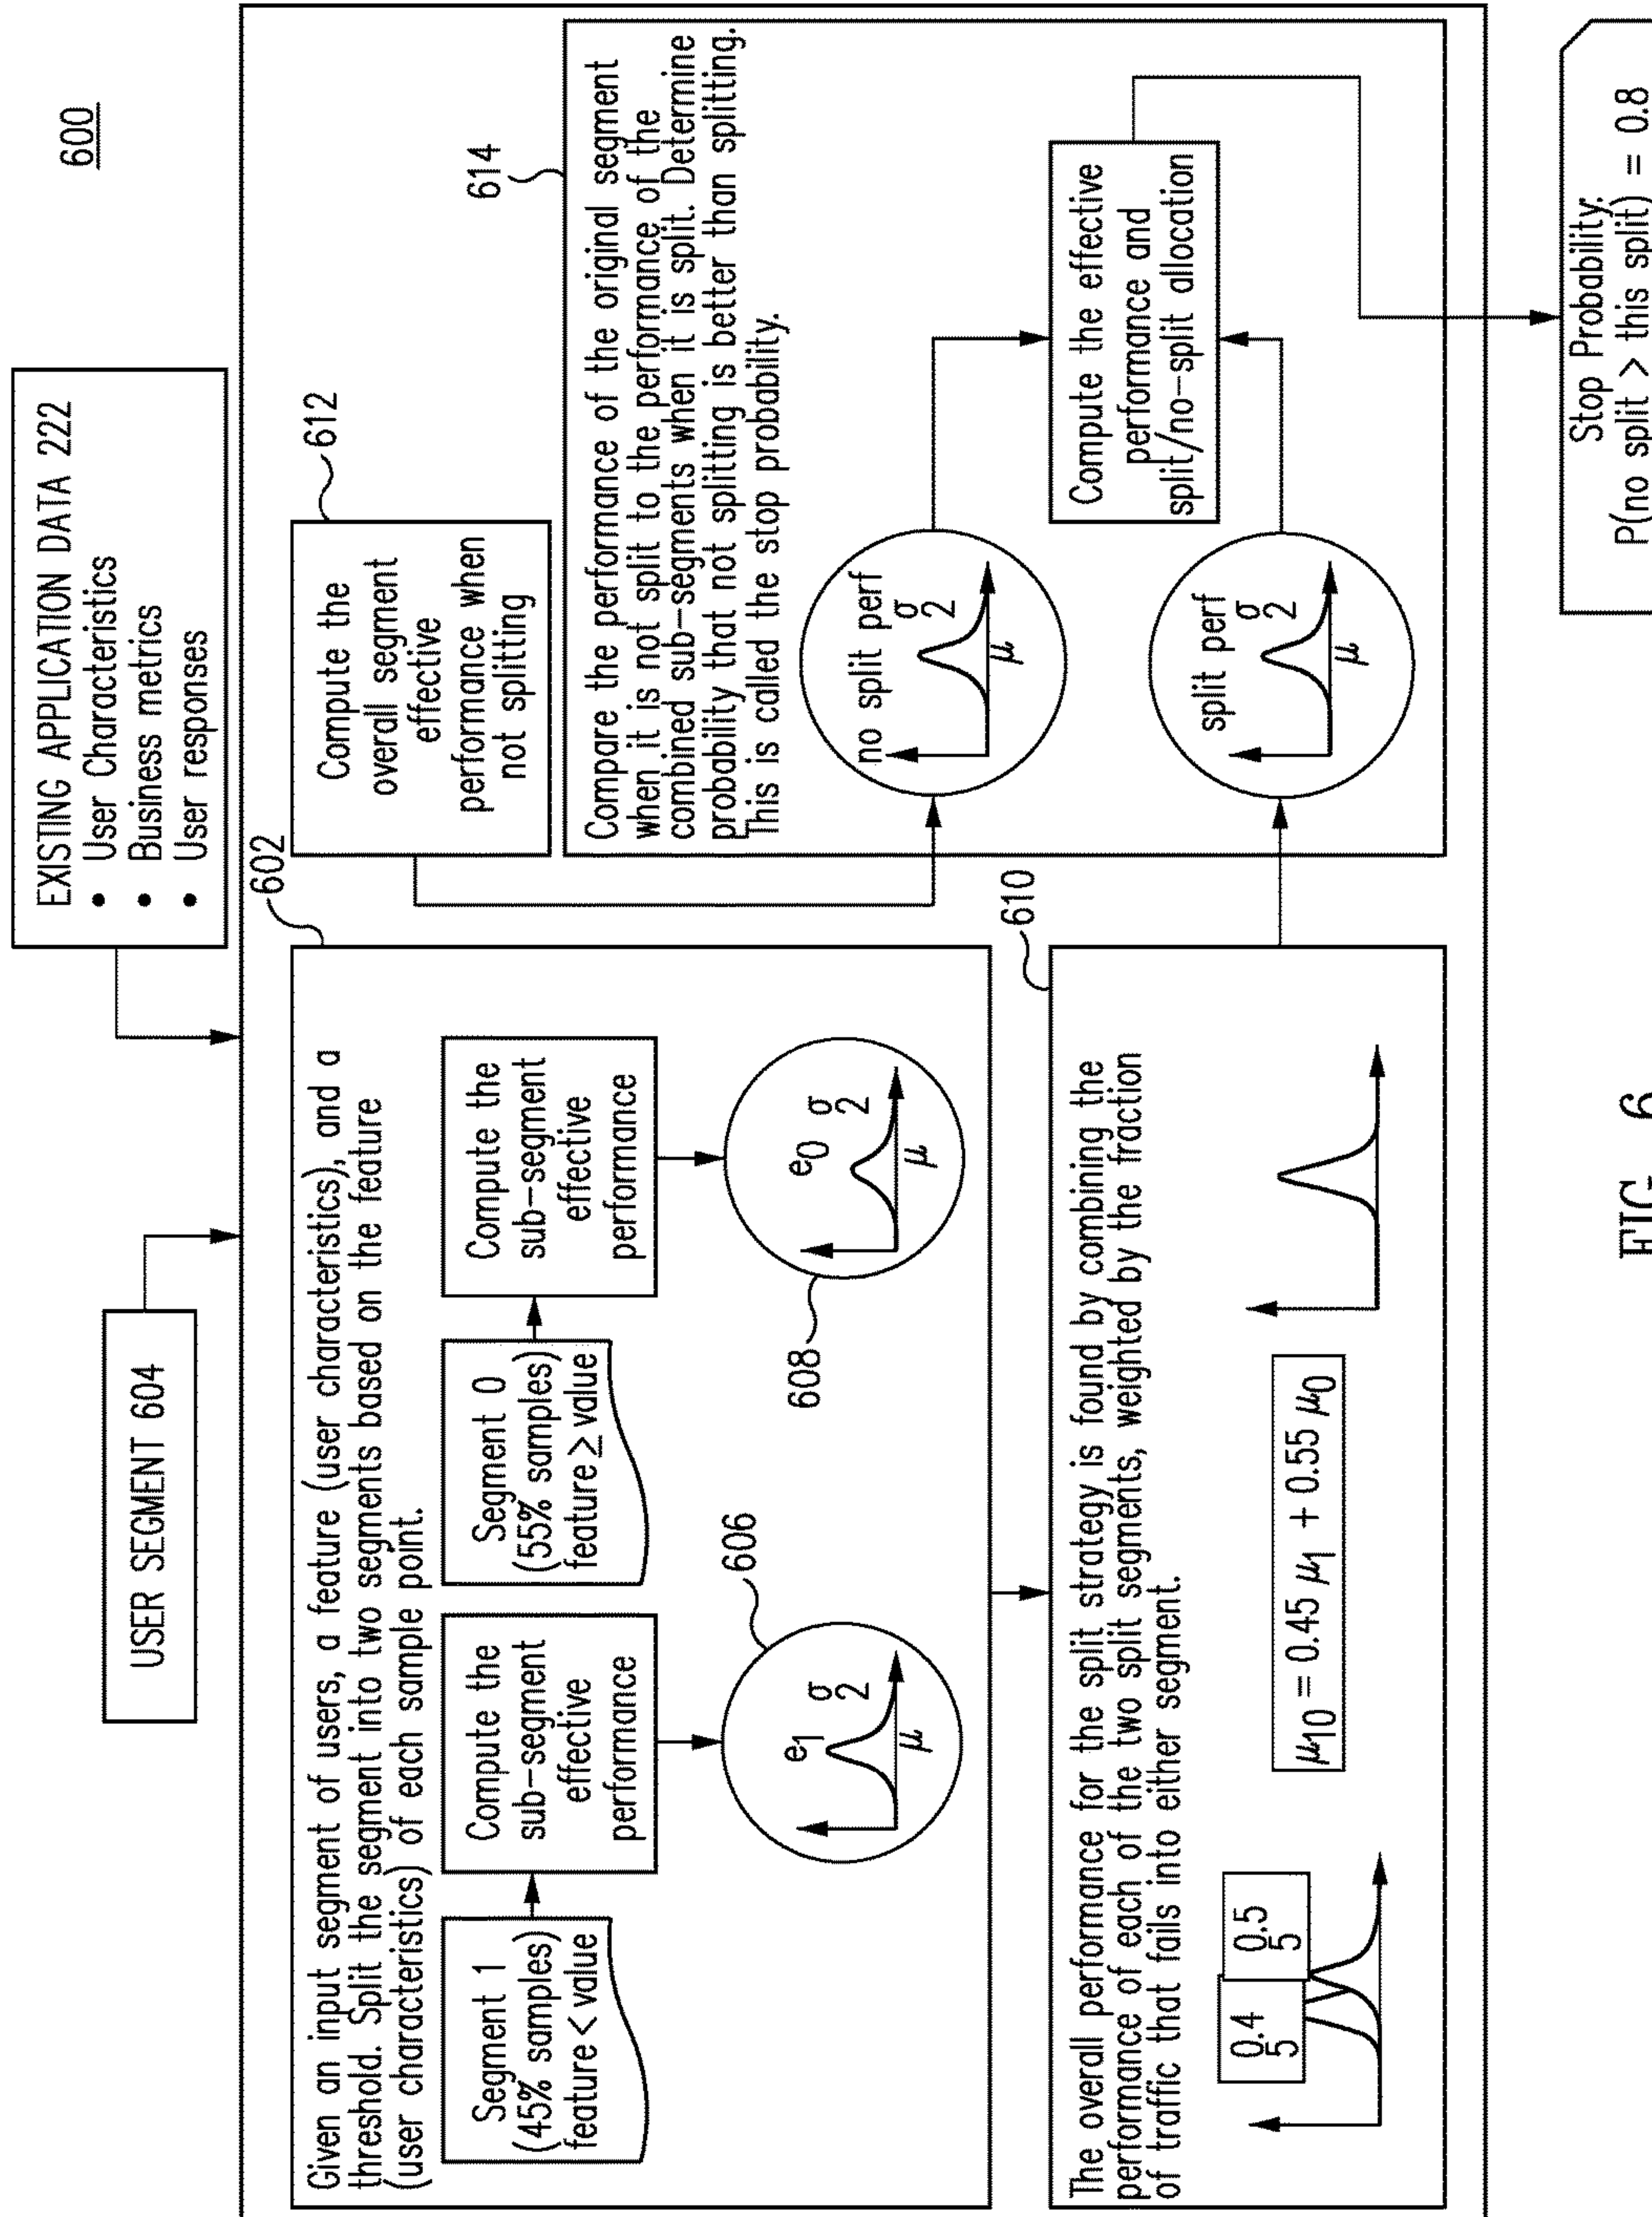 600
USER SEGMENT 604
EXISTING APPLICATION DATA 222
• User Characteristics
• Business metrics
• User responses
602
Given an input segment of users, a feature (user characteristics), and a
threshold. Split the segment into two segments based on the feature
(user characteristics) of each sample point.
Segment 1
(45% samples)
feature < value
Compute the
sub-segment
effective
performance
Segment 0
(55% samples)
feature ≥ value
Compute the
sub-segment
effective
performance
e1 σ
2
μ
606
e0 σ
2
μ
608
610
The overall performance for the split strategy is found by combining the
performance of each of the two split segments, weighted by the fraction
of traffic that falls into either segment.
0.4
5
0.5
5
μ10 = 0.45 μ1 + 0.55 μ0
612
Compute the
overall segment
effective
performance when
not splitting
614
Compare the performance of the original segment
when it is not split to the performance of the
combined sub-segments when it is split. Determine
probability that not splitting is better than splitting.
This is called the stop probability.
no split perf
σ
2
μ
split perf
σ
2
μ
Compute the effective
performance and
split/no-split allocation
Stop Probability.
P(no split > this split) = 0.8
FIG. 6